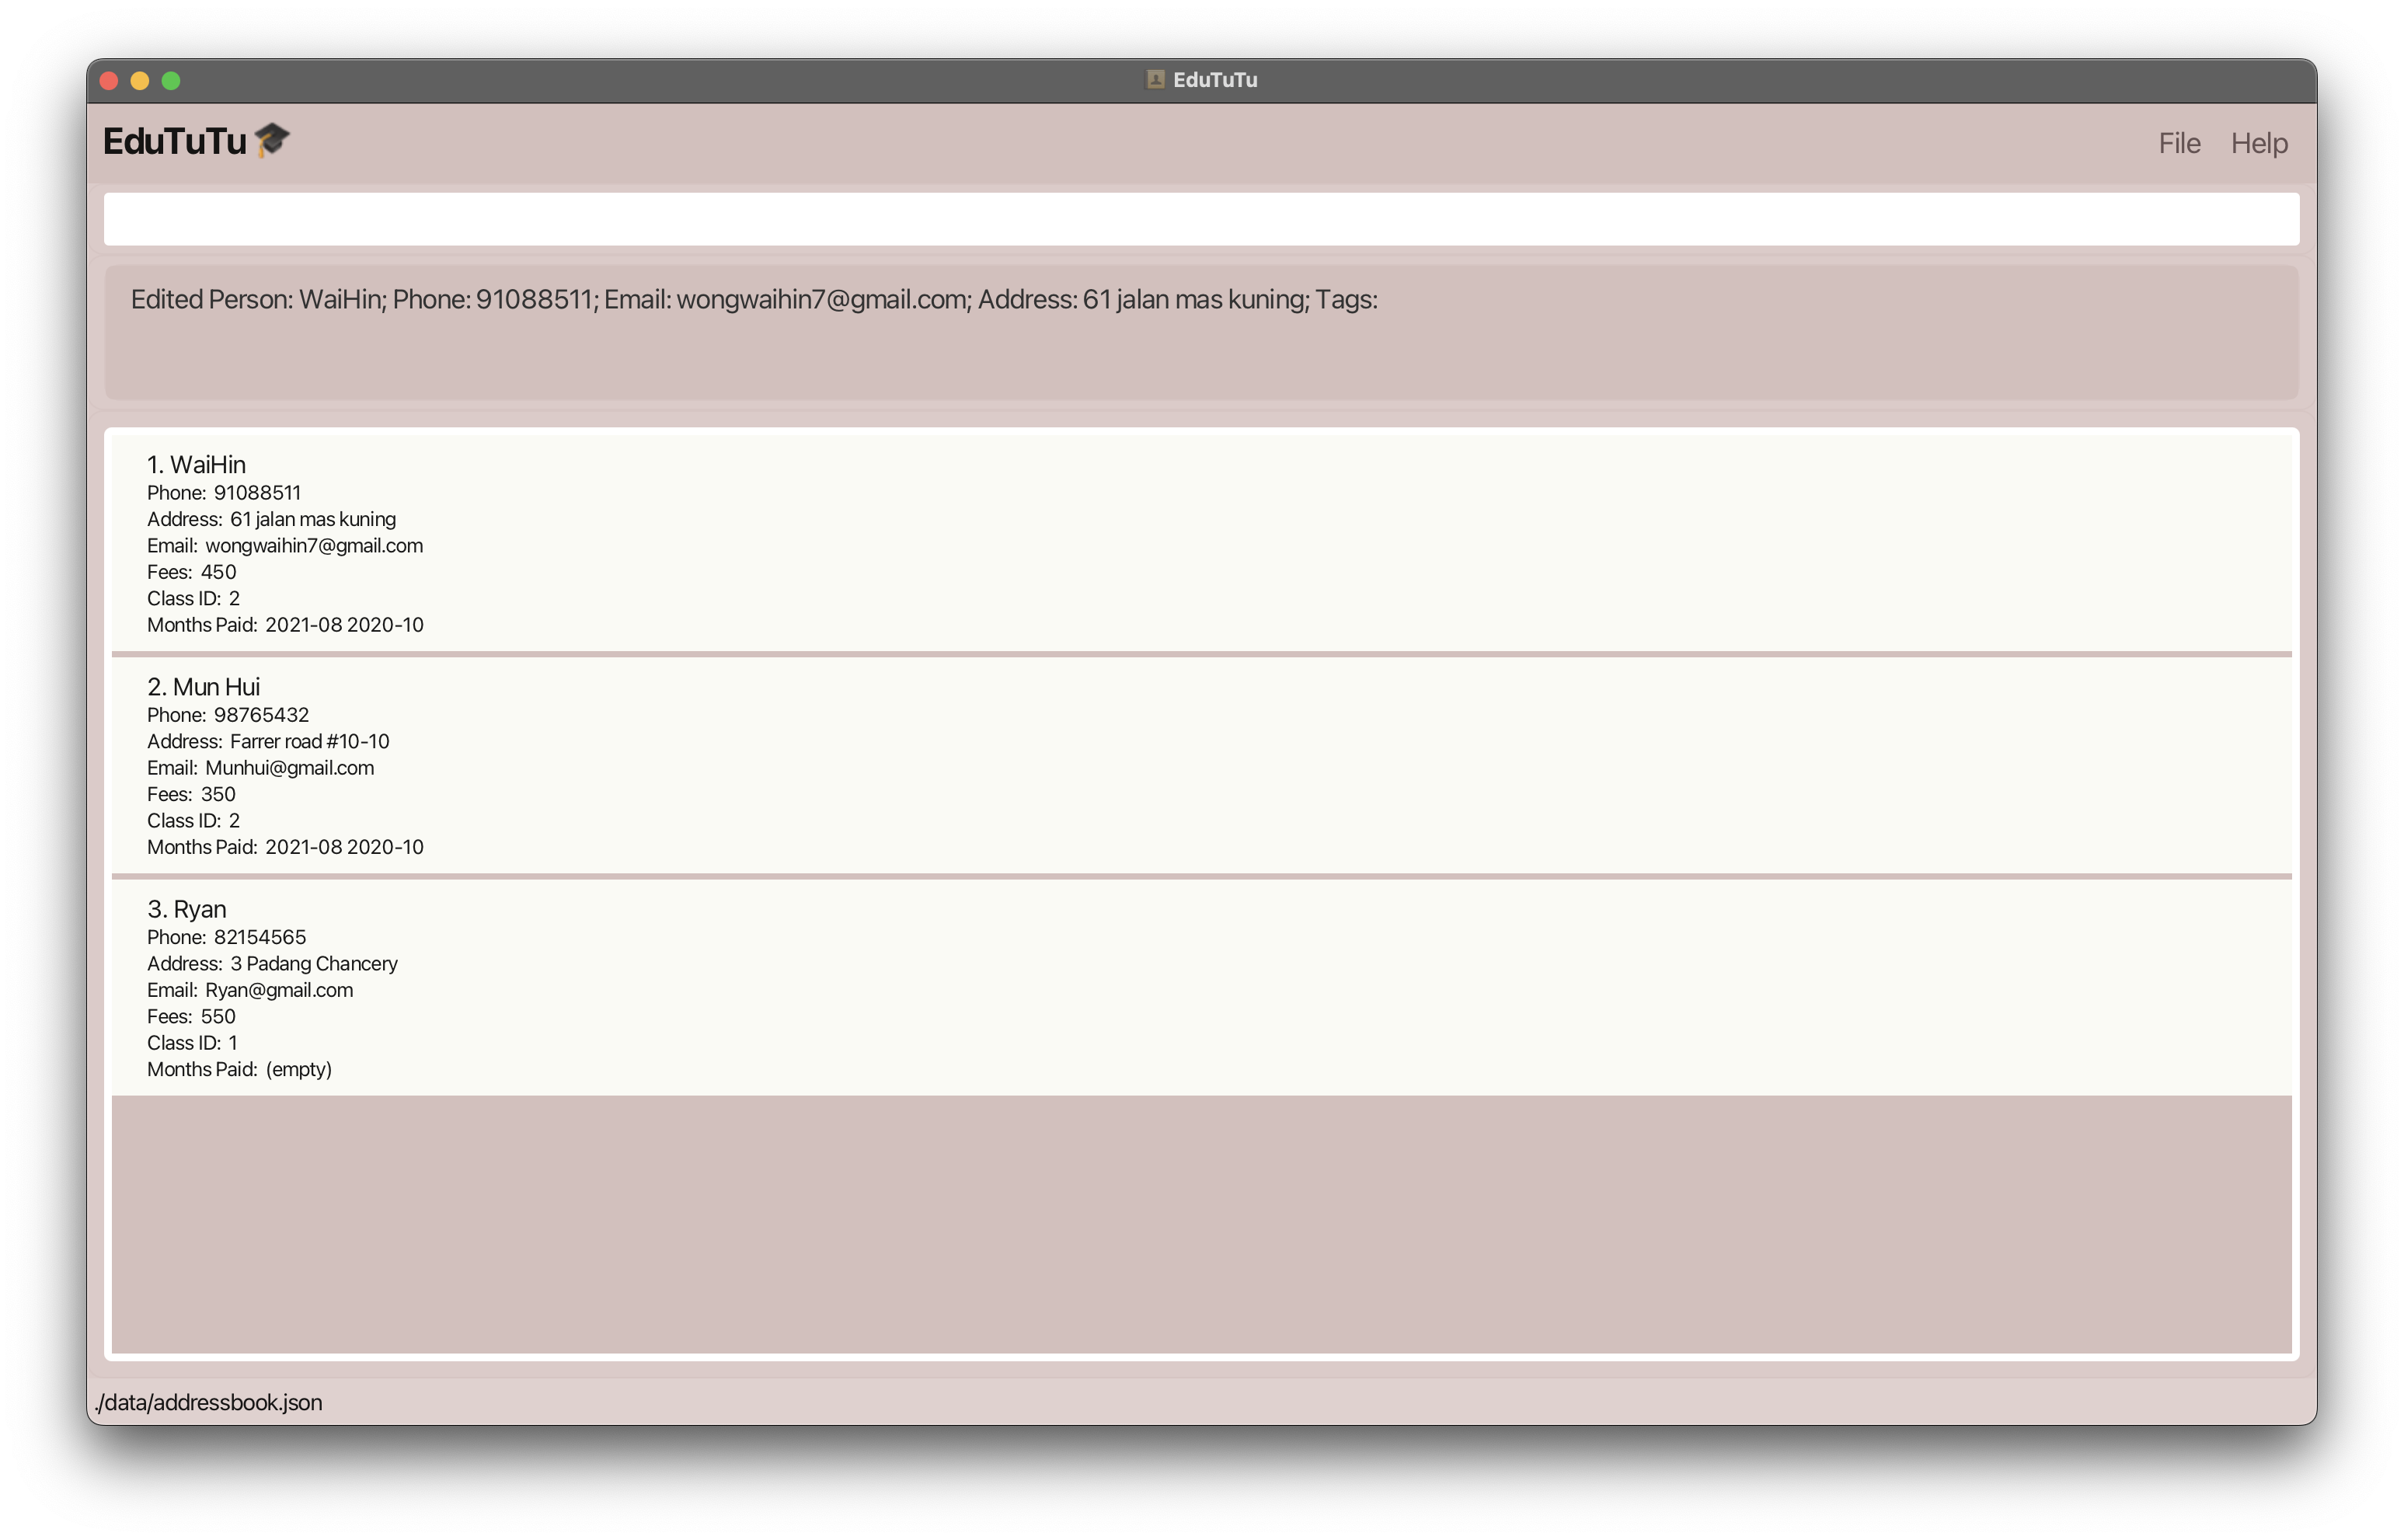 EduTuTu
EduTuTu🎓
File Help
Edited Person: WaiHin; Phone: 91088511; Email: wongwaihin7@gmail.com; Address: 61 jalan mas kuning; Tags:
1. WaiHin
Phone: 91088511
Address: 61 jalan mas kuning
Email: wongwaihin7@gmail.com
Fees: 450
Class ID: 2
Months Paid: 2021-08 2020-10
2. Mun Hui
Phone: 98765432
Address: Farrer road #10-10
Email: Munhui@gmail.com
Fees: 350
Class ID: 2
Months Paid: 2021-08 2020-10
3. Ryan
Phone: 82154565
Address: 3 Padang Chancery
Email: Ryan@gmail.com
Fees: 550
Class ID: 1
Months Paid: (empty)
./data/addressbook.json